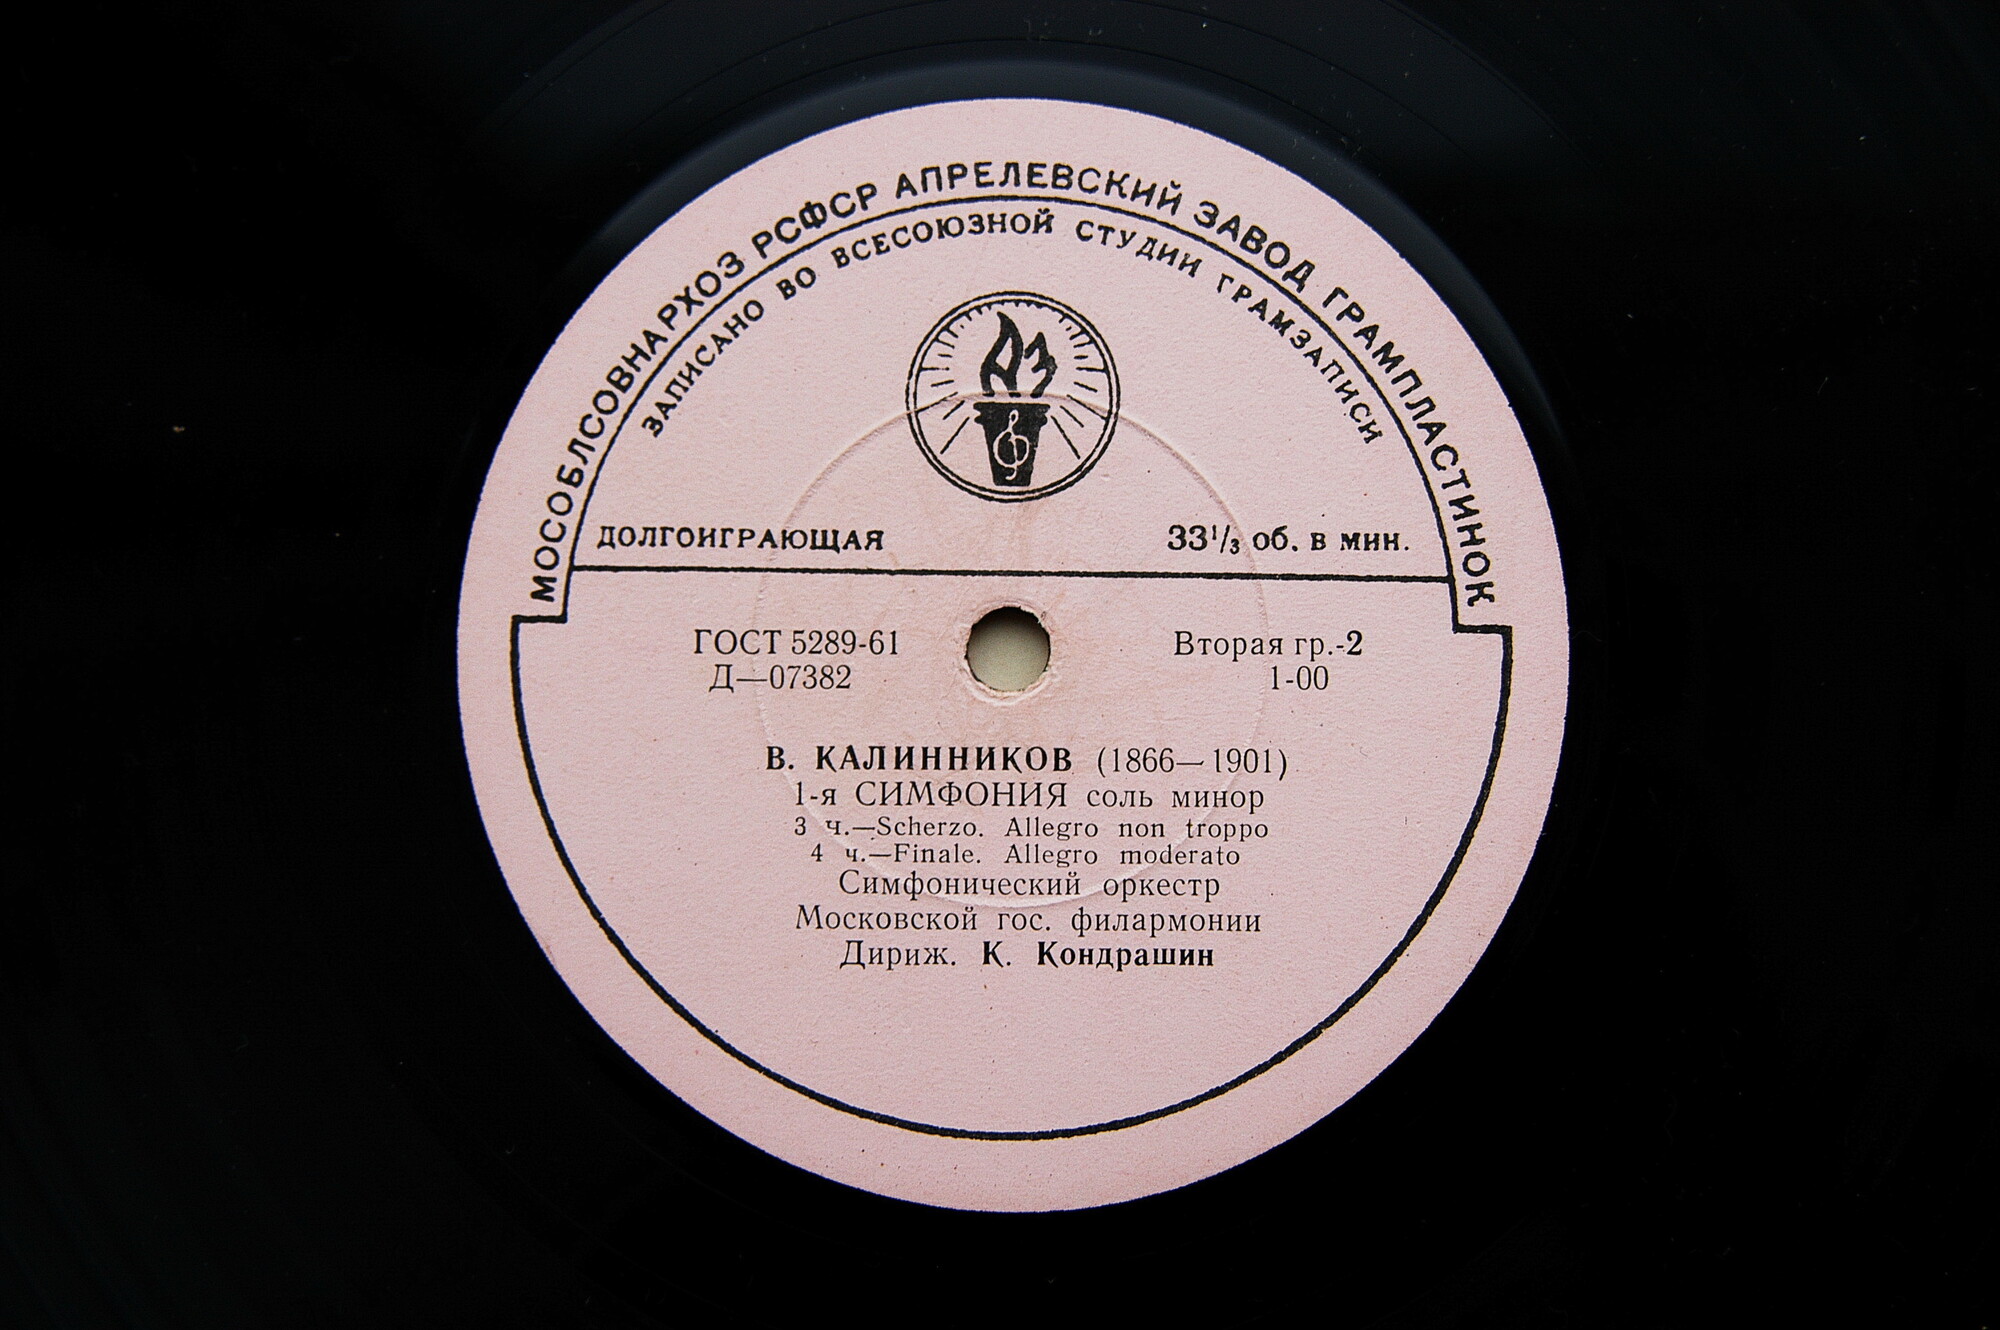 МОСОБЛСОВНАРХОЗ РСФСР АПРЕЛЕВСКИЙ ЗАВОД ГРАМПЛАСТИНОК
ЗАПИСАНО ВО ВСЕСОЮЗНОЙ СТУДИИ ГРАМЗАПИСИ
АЗ
ДОЛГОИГРАЮЩАЯ 33¹/₃ об. в мин.
ГОСТ 5289-61 Вторая гр.-2
Д—07382 1-00
В. КАЛИННИКОВ (1866—1901)
1-я СИМФОНИЯ соль минор
3 ч.—Scherzo. Allegro non troppo
4 ч.—Finale. Allegro moderato
Симфонический оркестр
Московской гос. филармонии
Дириж. К. Кондрашин